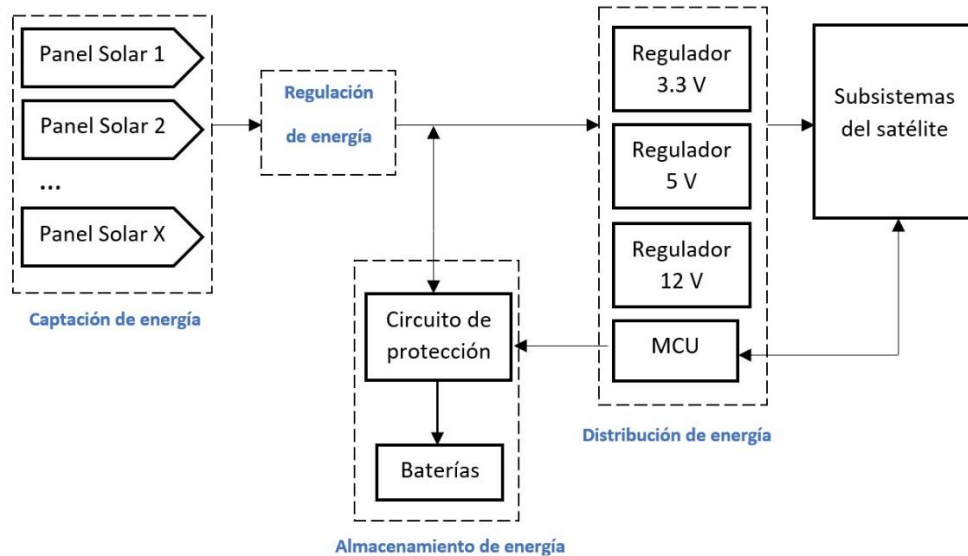 Panel Solar 1
Panel Solar 2
...
Panel Solar X
Captación de energía
Regulación
de energía
Circuito de
protección
Baterías
Almacenamiento de energía
Regulador
3.3 V
Regulador
5 V
Regulador
12 V
MCU
Distribución de energía
Subsistemas
del satélite